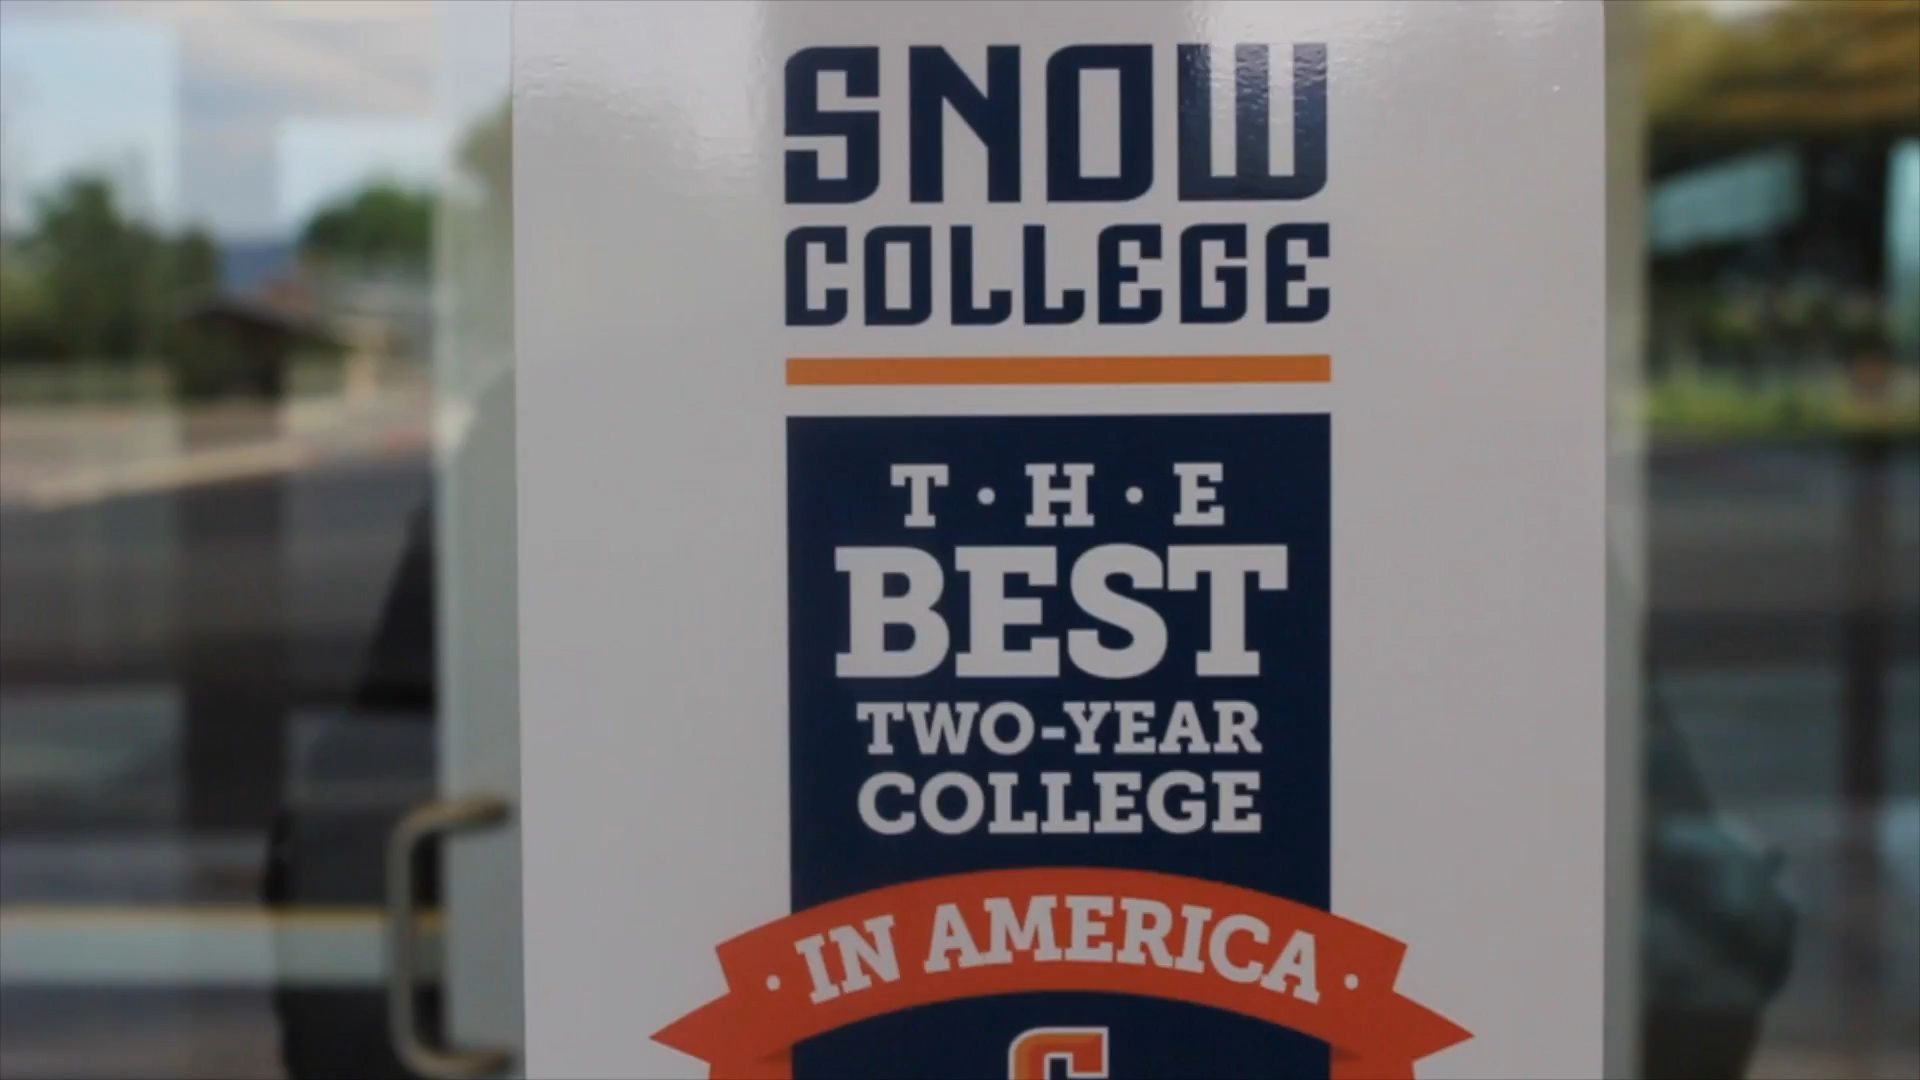 SNOW
COLLEGE
T·H·E
BEST
TWO-YEAR
COLLEGE
· IN AMERICA ·